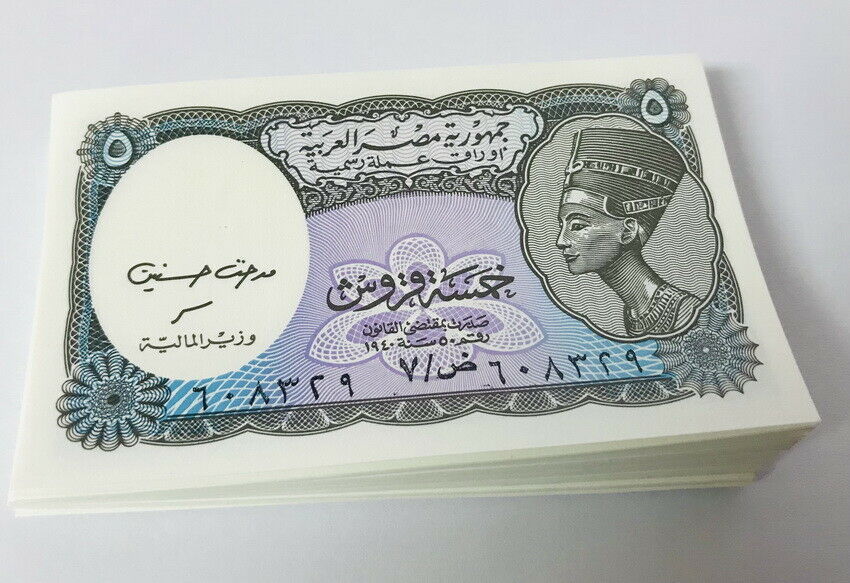 ٥
٥
جمهورية مصر العربية
أوراق عملة رسمية
خمسة قروش
صدرت بمقتضى القانون
رقم ٥٠ سنة ١٩٤٠
مدحت حسنين
وزير المالية
ض/٧ ٦٠٨٣٢٩
٦٠٨٣٢٩